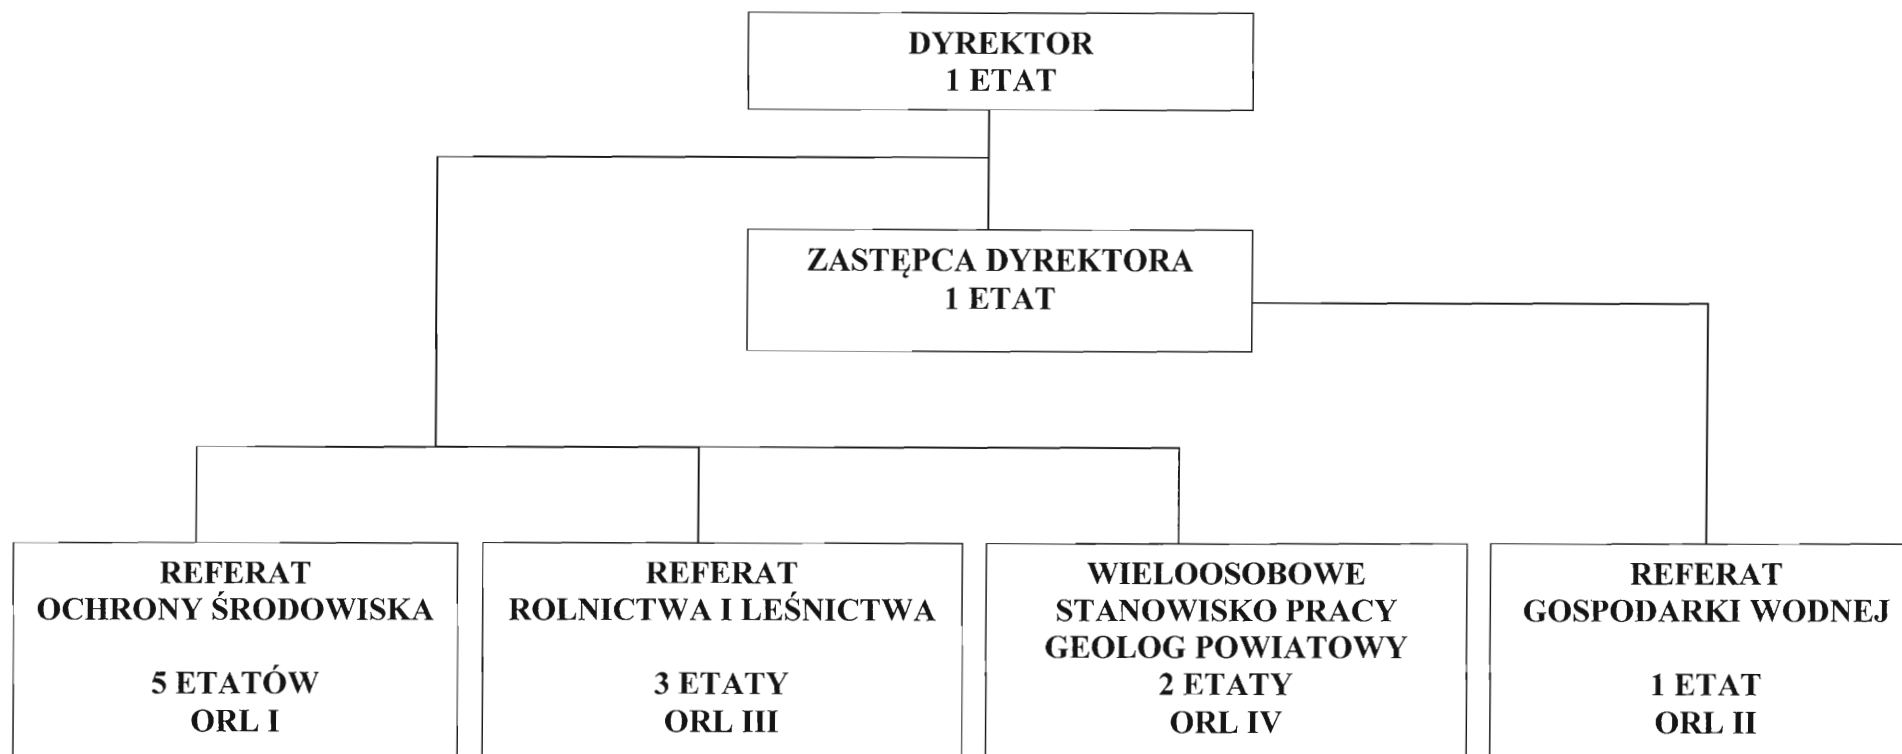 DYREKTOR
1 ETAT
ZASTĘPCA DYREKTORA
1 ETAT
REFERAT
OCHRONY ŚRODOWISKA
5 ETATÓW
ORL I
REFERAT
ROLNICTWA I LEŚNICTWA
3 ETATY
ORL III
WIELOOSOBOWE
STANOWISKO PRACY
GEOLOG POWIATOWY
2 ETATY
ORL IV
REFERAT
GOSPODARKI WODNEJ
1 ETAT
ORL II